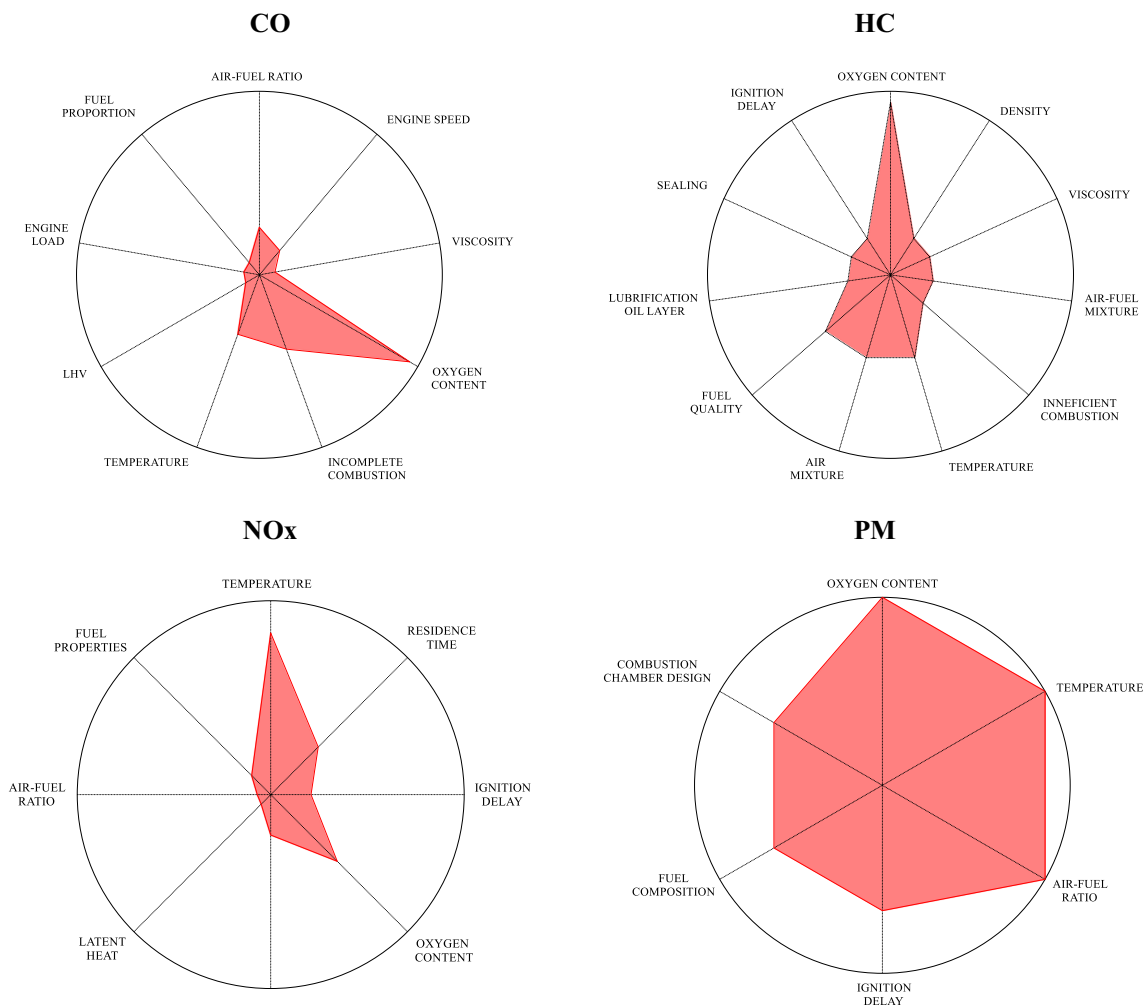 CO
AIR-FUEL RATIO
FUEL
PROPORTION
ENGINE SPEED
ENGINE
LOAD
VISCOSITY
LHV
OXYGEN
CONTENT
TEMPERATURE
INCOMPLETE
COMBUSTION
HC
OXYGEN CONTENT
IGNITION
DELAY
DENSITY
SEALING
VISCOSITY
LUBRIFICATION
OIL LAYER
AIR-FUEL
MIXTURE
FUEL
QUALITY
INNEFICIENT
COMBUSTION
AIR
MIXTURE
TEMPERATURE
NOx
TEMPERATURE
FUEL
PROPERTIES
RESIDENCE
TIME
AIR-FUEL
RATIO
IGNITION
DELAY
LATENT
HEAT
OXYGEN
CONTENT
PM
OXYGEN CONTENT
COMBUSTION
CHAMBER DESIGN
TEMPERATURE
FUEL
COMPOSITION
AIR-FUEL
RATIO
IGNITION
DELAY